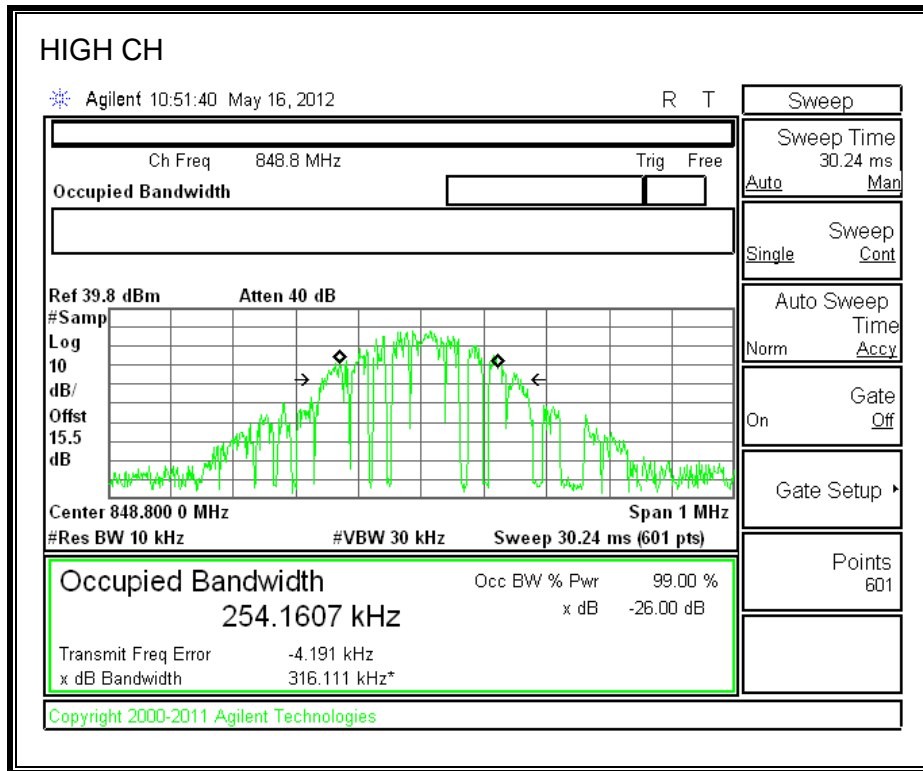 HIGH CH
Agilent 10:51:40 May 16, 2012 R T
Ch Freq 848.8 MHz Trig Free
Occupied Bandwidth
Ref 39.8 dBm Atten 40 dB
#Samp
Log
10
dB/
Offst
15.5
dB
Center 848.800 0 MHz Span 1 MHz
#Res BW 10 kHz #VBW 30 kHz Sweep 30.24 ms (601 pts)
Occupied Bandwidth Occ BW % Pwr 99.00 %
254.1607 kHz x dB -26.00 dB
Transmit Freq Error -4.191 kHz
x dB Bandwidth 316.111 kHz*
Copyright 2000-2011 Agilent Technologies
Sweep
Sweep Time
30.24 ms
Auto Man
Sweep
Single Cont
Auto Sweep
Time
Norm Accy
Gate
On Off
Gate Setup
Points
601